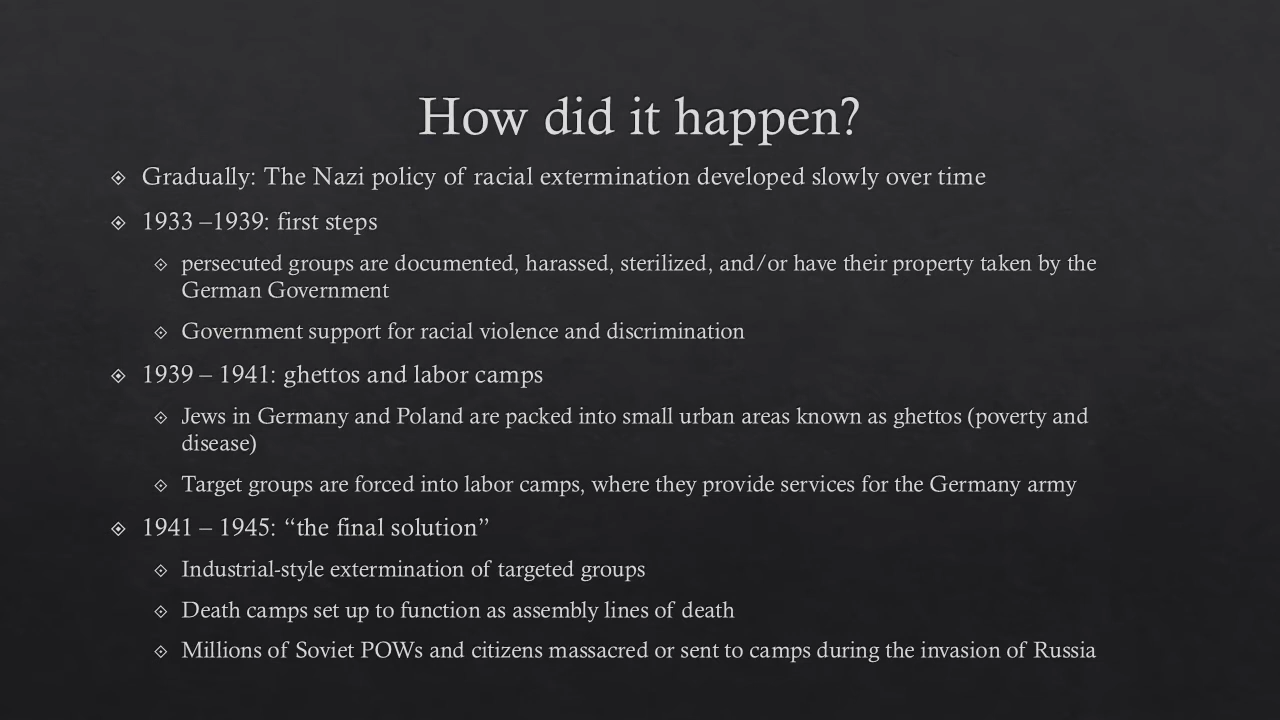 How did it happen?
Gradually: The Nazi policy of racial extermination developed slowly over time
1933 –1939: first steps
persecuted groups are documented, harassed, sterilized, and/or have their property taken by the
German Government
Government support for racial violence and discrimination
1939 – 1941: ghettos and labor camps
Jews in Germany and Poland are packed into small urban areas known as ghettos (poverty and
disease)
Target groups are forced into labor camps, where they provide services for the Germany army
1941 – 1945: “the final solution”
Industrial-style extermination of targeted groups
Death camps set up to function as assembly lines of death
Millions of Soviet POWs and citizens massacred or sent to camps during the invasion of Russia